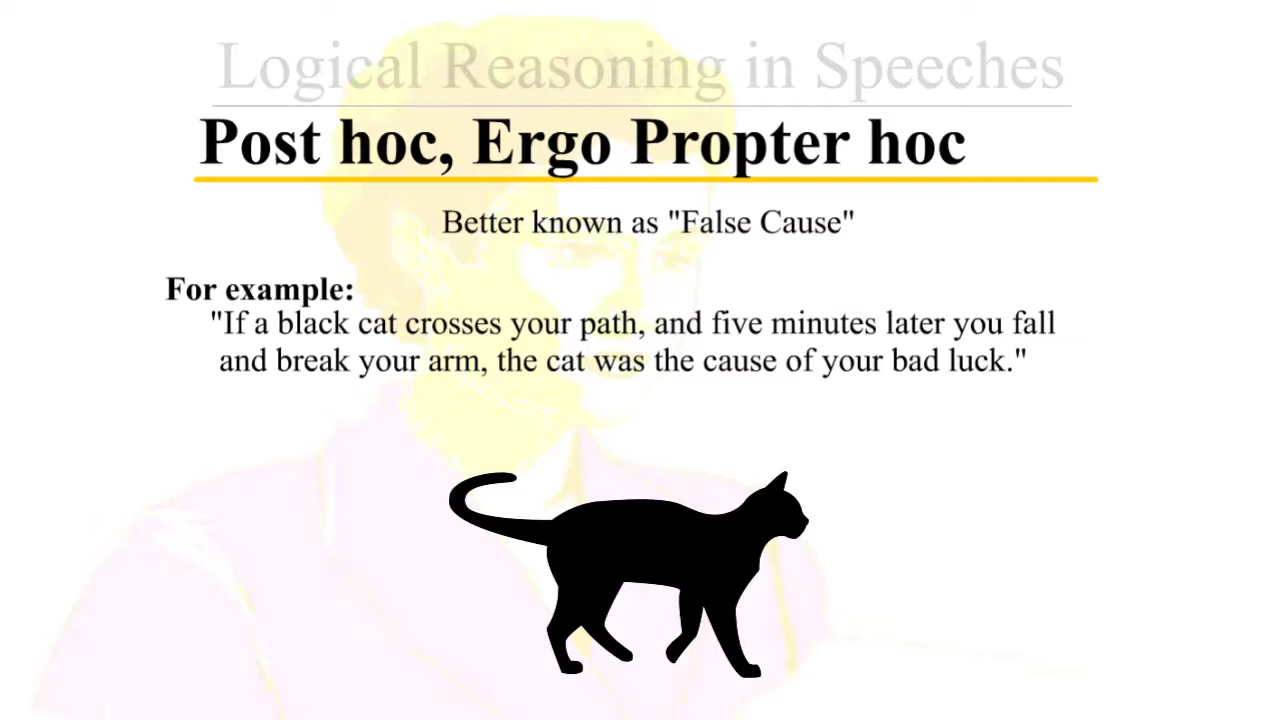 Logical Reasoning in Speeches
Post hoc, Ergo Propter hoc
Better known as "False Cause"
For example:
"If a black cat crosses your path, and five minutes later you fall
and break your arm, the cat was the cause of your bad luck."